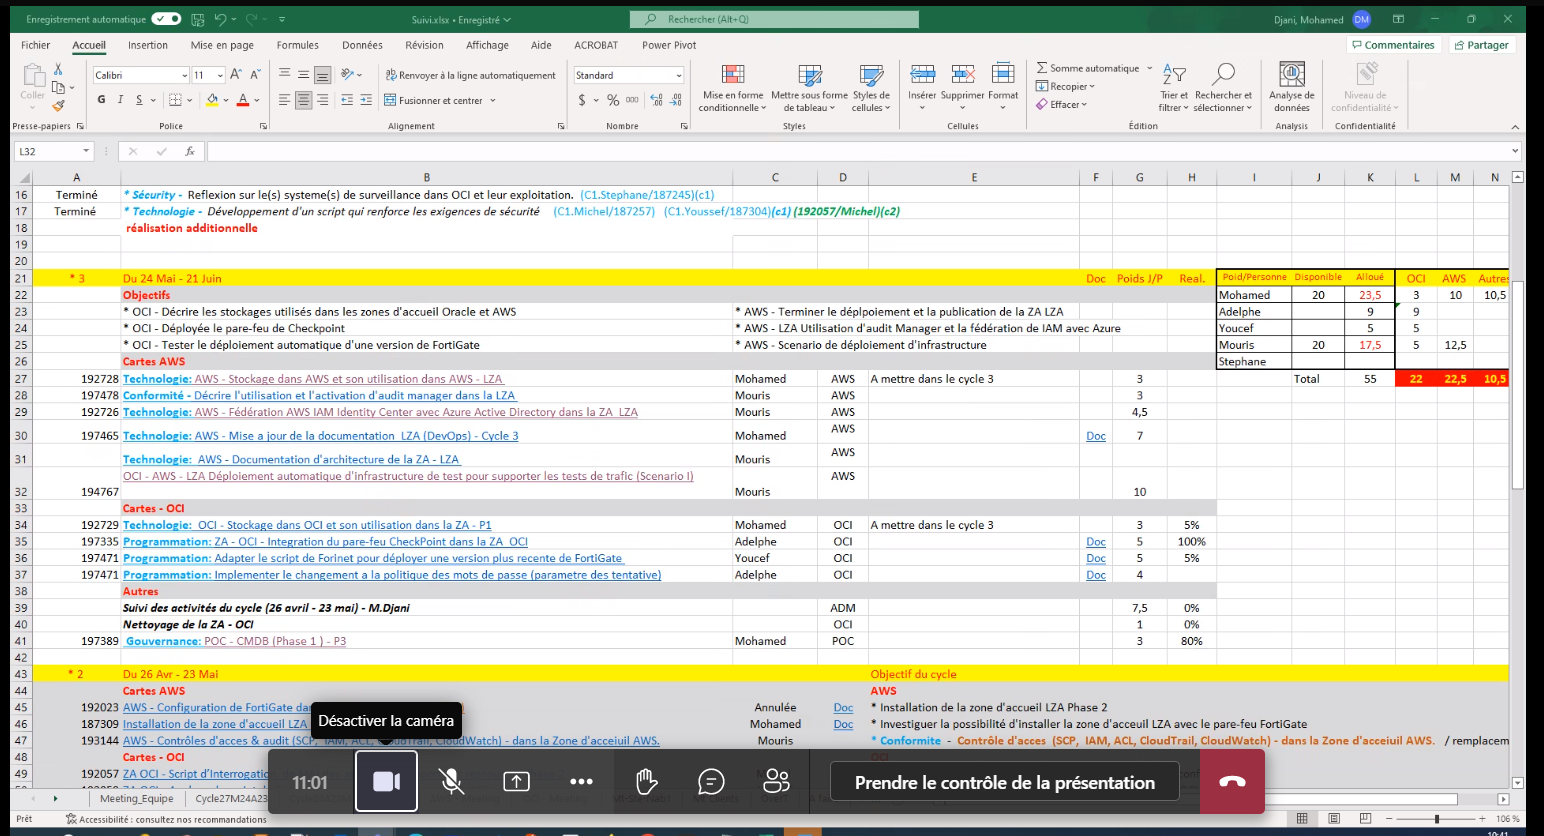 Enregistrement automatique
Suivi.xlsx • Enregistré
Rechercher (Alt+Q)
Djani, Mohamed DM
Fichier Accueil Insertion Mise en page Formules Données Révision Affichage Aide ACROBAT Power Pivot
Commentaires Partager
Coller
Calibri 11
Renvoyer à la ligne automatiquement
Standard
G I S
Fusionner et centrer
$ % 000
Mise en forme conditionnelle
Mettre sous forme de tableau
Styles de cellules
Insérer Supprimer Format
Somme automatique
Recopier
Effacer
Trier et filtrer
Rechercher et sélectionner
Analyse de données
Niveau de confidentialité
Presse-papiers Police Alignement Nombre Styles Cellules Édition Analysis Confidentialité
L32 fx
A B C D E F G H I J K L M N
16 Terminé * Sécurity - Reflexion sur le(s) systeme(s) de surveillance dans OCI et leur exploitation. (C1.Stephane/187245)(c1)
17 Terminé * Technologie - Développement d'un script qui renforce les exigences de sécurité (C1.Michel/187257) (C1.Youssef/187304)(c1) (192057/Michel)(c2)
18 réalisation additionnelle
19
20
21 * 3 Du 24 Mai - 21 Juin Doc Poids J/P Real. Poid/Personne Disponible Alloué OCI AWS Autres
22 Objectifs Mohamed 20 23,5 3 10 10,5
23 * OCI - Décrire les stockages utilisés dans les zones d'accueil Oracle et AWS * AWS - Terminer le déplpoiement et la publication de la ZA LZA Adelphe 9 9
24 * OCI - Déployée le pare-feu de Checkpoint * AWS - LZA Utilisation d'audit Manager et la fédération de IAM avec Azure Youcef 5 5
25 * OCI - Tester le déploiement automatique d'une version de FortiGate * AWS - Scenario de déploiement d'infrastructure Mouris 20 17,5 5 12,5
26 Cartes AWS Stephane
27 192728 Technologie: AWS - Stockage dans AWS et son utilisation dans AWS - LZA Mohamed AWS A mettre dans le cycle 3 3 Total 55 22 22,5 10,5
28 197478 Conformité - Décrire l'utilisation et l'activation d'audit manager dans la LZA Mouris AWS 3
29 192726 Technologie: AWS - Fédération AWS IAM Identity Center avec Azure Active Directory dans la ZA LZA Mouris AWS 4,5
30 197465 Technologie: AWS - Mise a jour de la documentation LZA (DevOps) - Cycle 3 Mohamed AWS Doc 7
31 Technologie: AWS - Documentation d'architecture de la ZA - LZA Mouris AWS
32 194767 OCI - AWS - LZA Déploiement automatique d'infrastructure de test pour supporter les tests de trafic (Scenario I) Mouris AWS 10
33 Cartes - OCI
34 192729 Technologie: OCI - Stockage dans OCI et son utilisation dans la ZA - P1 Mohamed OCI A mettre dans le cycle 3 3 5%
35 197335 Programmation: ZA - OCI - Integration du pare-feu CheckPoint dans la ZA OCI Adelphe OCI Doc 5 100%
36 197471 Programmation: Adapter le script de Forinet pour déployer une version plus recente de FortiGate Youcef OCI Doc 5 5%
37 197471 Programmation: Implementer le changement a la politique des mots de passe (parametre des tentative) Adelphe OCI Doc 4
38 Autres
39 Suivi des activités du cycle (26 avril - 23 mai) - M.Djani ADM 7,5 0%
40 Nettoyage de la ZA - OCI OCI 1 0%
41 197389 Gouvernance: POC - CMDB (Phase 1 ) - P3 Mohamed POC 3 80%
42
43 * 2 Du 26 Avr - 23 Mai Objectif du cycle
44 Cartes AWS AWS
45 192023 AWS - Configuration de FortiGate Annulée Doc * Installation de la zone d'accueil LZA Phase 2
46 187309 Installation de la zone d'accueil LZA Mohamed Doc * Investiguer la possibilité d'installer la zone d'acceuil LZA avec le pare-feu FortiGate
47 193144 AWS - Contrôles d'acces & audit (SCP, IAM, ACL, CloudTrail, CloudWatch) - dans la Zone d'acceiuil AWS. Mouris * Conformite - Contrôle d'acces (SCP, IAM, ACL, CloudTrail, CloudWatch) - dans la Zone d'acceiuil AWS. / remplacem
48 Cartes - OCI OCI
49 192057 ZA OCI - Script d'Interrogatio
Désactiver la caméra
11:01
Prendre le contrôle de la présentation
Meeting_Equipe Cycle27M24A23
Prêt Accessibilité : consultez nos recommandations
106 %
10:41